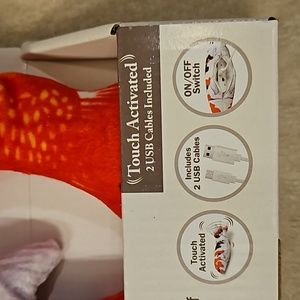 Touch Activated
2 USB Cables Included
ON/OFF
Switch
Includes
2 USB Cables
Touch
Activated